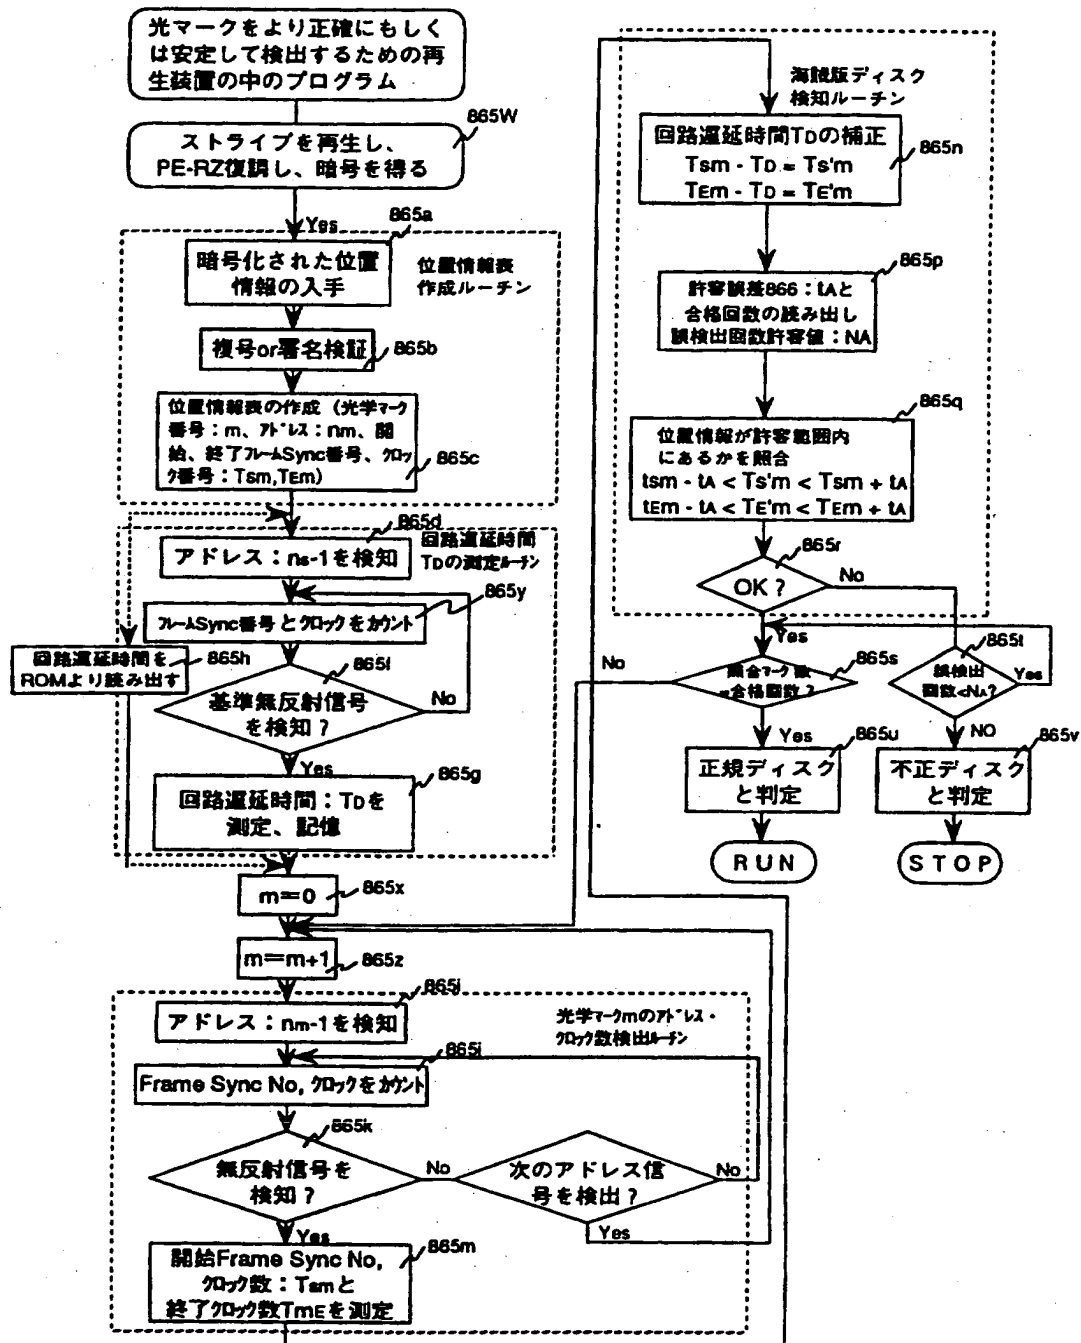 光マークをより正確にもしく
は安定して検出するための再
生装置の中のプログラム
865W
ストライプを再生し、
PE-RZ復調し、暗号を得る
Yes
865a
暗号化された位置
情報の入手
位置情報表
作成ルーチン
複号or署名検証
865b
位置情報表の作成（光学マーク
番号：m、アドレス：nm、開
始、終了フレームSync番号、クロッ
ク番号：Tsm,TEm）
865c
865d
アドレス：ns-1を検知
回路遅延時間
TDの測定ルーチン
865y
フレームSync番号とクロックをカウント
回路遅延時間を
ROMより読み出す
865h
865f
基準無反射信号
を検知？
No
Yes
865g
回路遅延時間：TDを
測定、記憶
m=0
865x
m=m+1
865z
865i
アドレス：nm-1を検知
光学マークmのアドレス・
クロック数検出ルーチン
865j
Frame Sync No, クロックをカウント
865k
無反射信号を
検知？
No
次のアドレス信
号を検出？
No
Yes
Yes
865m
開始Frame Sync No,
クロック数：Tsmと
終了クロック数TmEを測定
海賊版ディスク
検知ルーチン
回路遅延時間TDの補正
Tsm - TD = Ts'm
TEm - TD = TE'm
865n
865p
許容誤差866：tAと
合格回数の読み出し
誤検出回数許容値：NA
865q
位置情報が許容範囲内
にあるかを照合
tsm - tA < Ts'm < Tsm + tA
tEm - tA < TE'm < TEm + tA
865r
OK？
No
Yes
No
照合マーク数
=合格回数？
865s
865t
誤検出
回数<NA？
Yes
Yes
865u
正規ディスク
と判定
NO
865v
不正ディスク
と判定
RUN
STOP